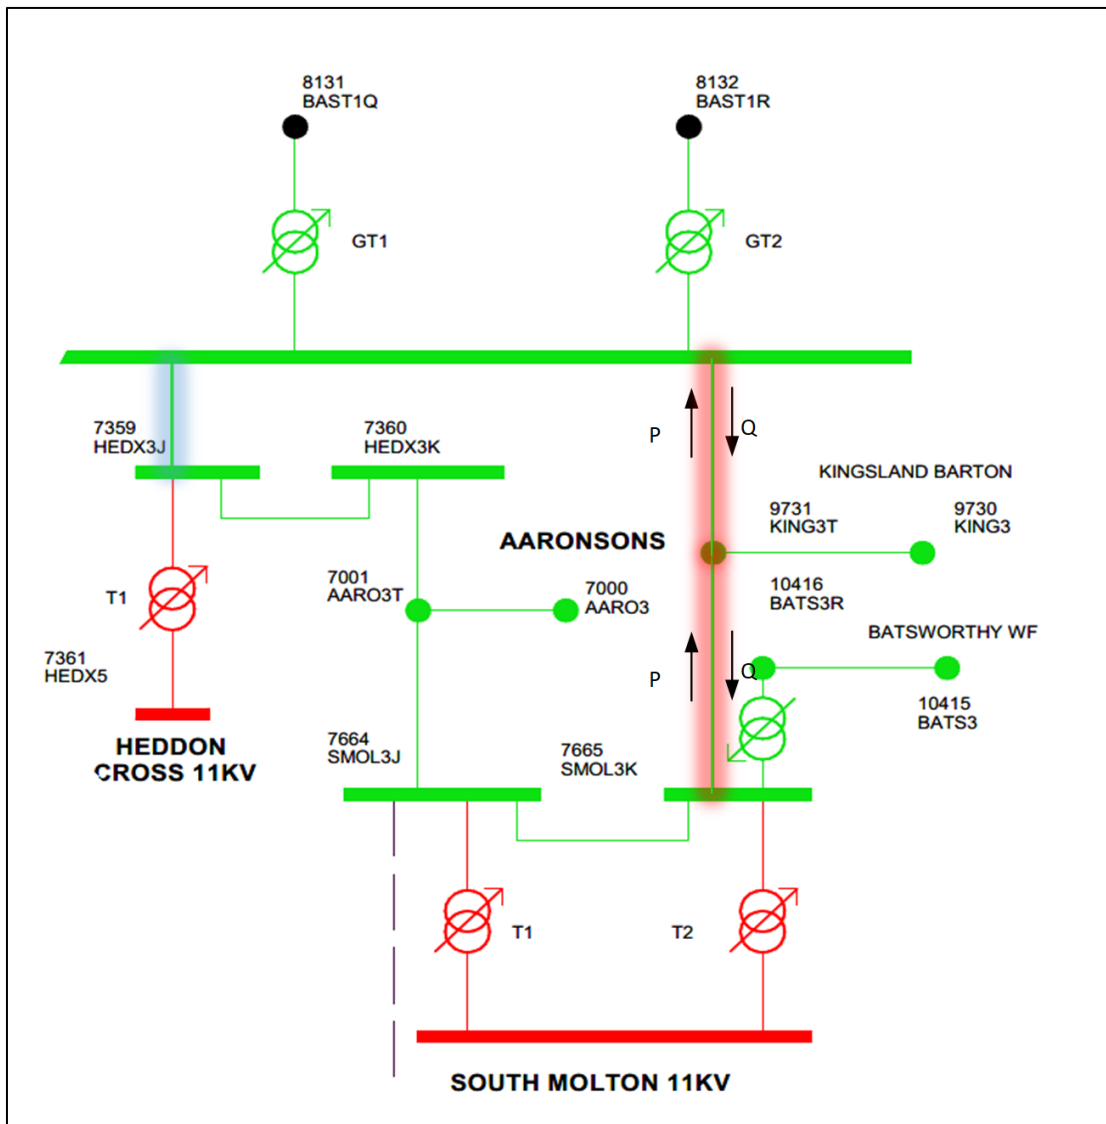 8131
BAST1Q
8132
BAST1R
GT1
GT2
7359
HEDX3J
7360
HEDX3K
P
Q
KINGSLAND BARTON
9731
KING3T
9730
KING3
AARONSONS
T1
7001
AARO3T
7000
AARO3
10416
BATS3R
BATSWORTHY WF
7361
HEDX5
P
Q
10415
BATS3
HEDDON
CROSS 11KV
7664
SMOL3J
7665
SMOL3K
T1
T2
SOUTH MOLTON 11KV